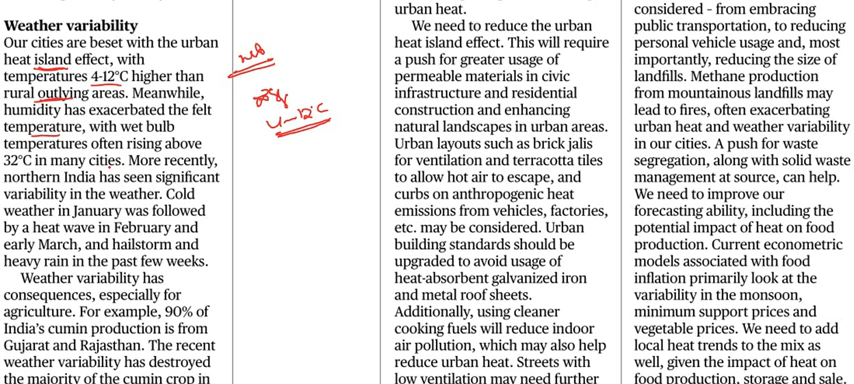 Weather variability
Our cities are beset with the urban
heat island effect, with
temperatures 4-12°C higher than
rural outlying areas. Meanwhile,
humidity has exacerbated the felt
temperature, with wet bulb
temperatures often rising above
32°C in many cities. More recently,
northern India has seen significant
variability in the weather. Cold
weather in January was followed
by a heat wave in February and
early March, and hailstorm and
heavy rain in the past few weeks.
Weather variability has
consequences, especially for
agriculture. For example, 90% of
India's cumin production is from
Gujarat and Rajasthan. The recent
weather variability has destroyed
the majority of the cumin crop in
4-12°C
urban heat.
We need to reduce the urban
heat island effect. This will require
a push for greater usage of
permeable materials in civic
infrastructure and residential
construction and enhancing
natural landscapes in urban areas.
Urban layouts such as brick jalis
for ventilation and terracotta tiles
to allow hot air to escape, and
curbs on anthropogenic heat
emissions from vehicles, factories,
etc. may be considered. Urban
building standards should be
upgraded to avoid usage of
heat-absorbent galvanized iron
and metal roof sheets.
Additionally, using cleaner
cooking fuels will reduce indoor
air pollution, which may also help
reduce urban heat. Streets with
low ventilation may need further
considered - from embracing
public transportation, to reducing
personal vehicle usage and, most
importantly, reducing the size of
landfills. Methane production
from mountainous landfills may
lead to fires, often exacerbating
urban heat and weather variability
in our cities. A push for waste
segregation, along with solid waste
management at source, can help.
We need to improve our
forecasting ability, including the
potential impact of heat on food
production. Current econometric
models associated with food
inflation primarily look at the
variability in the monsoon,
minimum support prices and
vegetable prices. We need to add
local heat trends to the mix as
well, given the impact of heat on
food production, storage and sale.